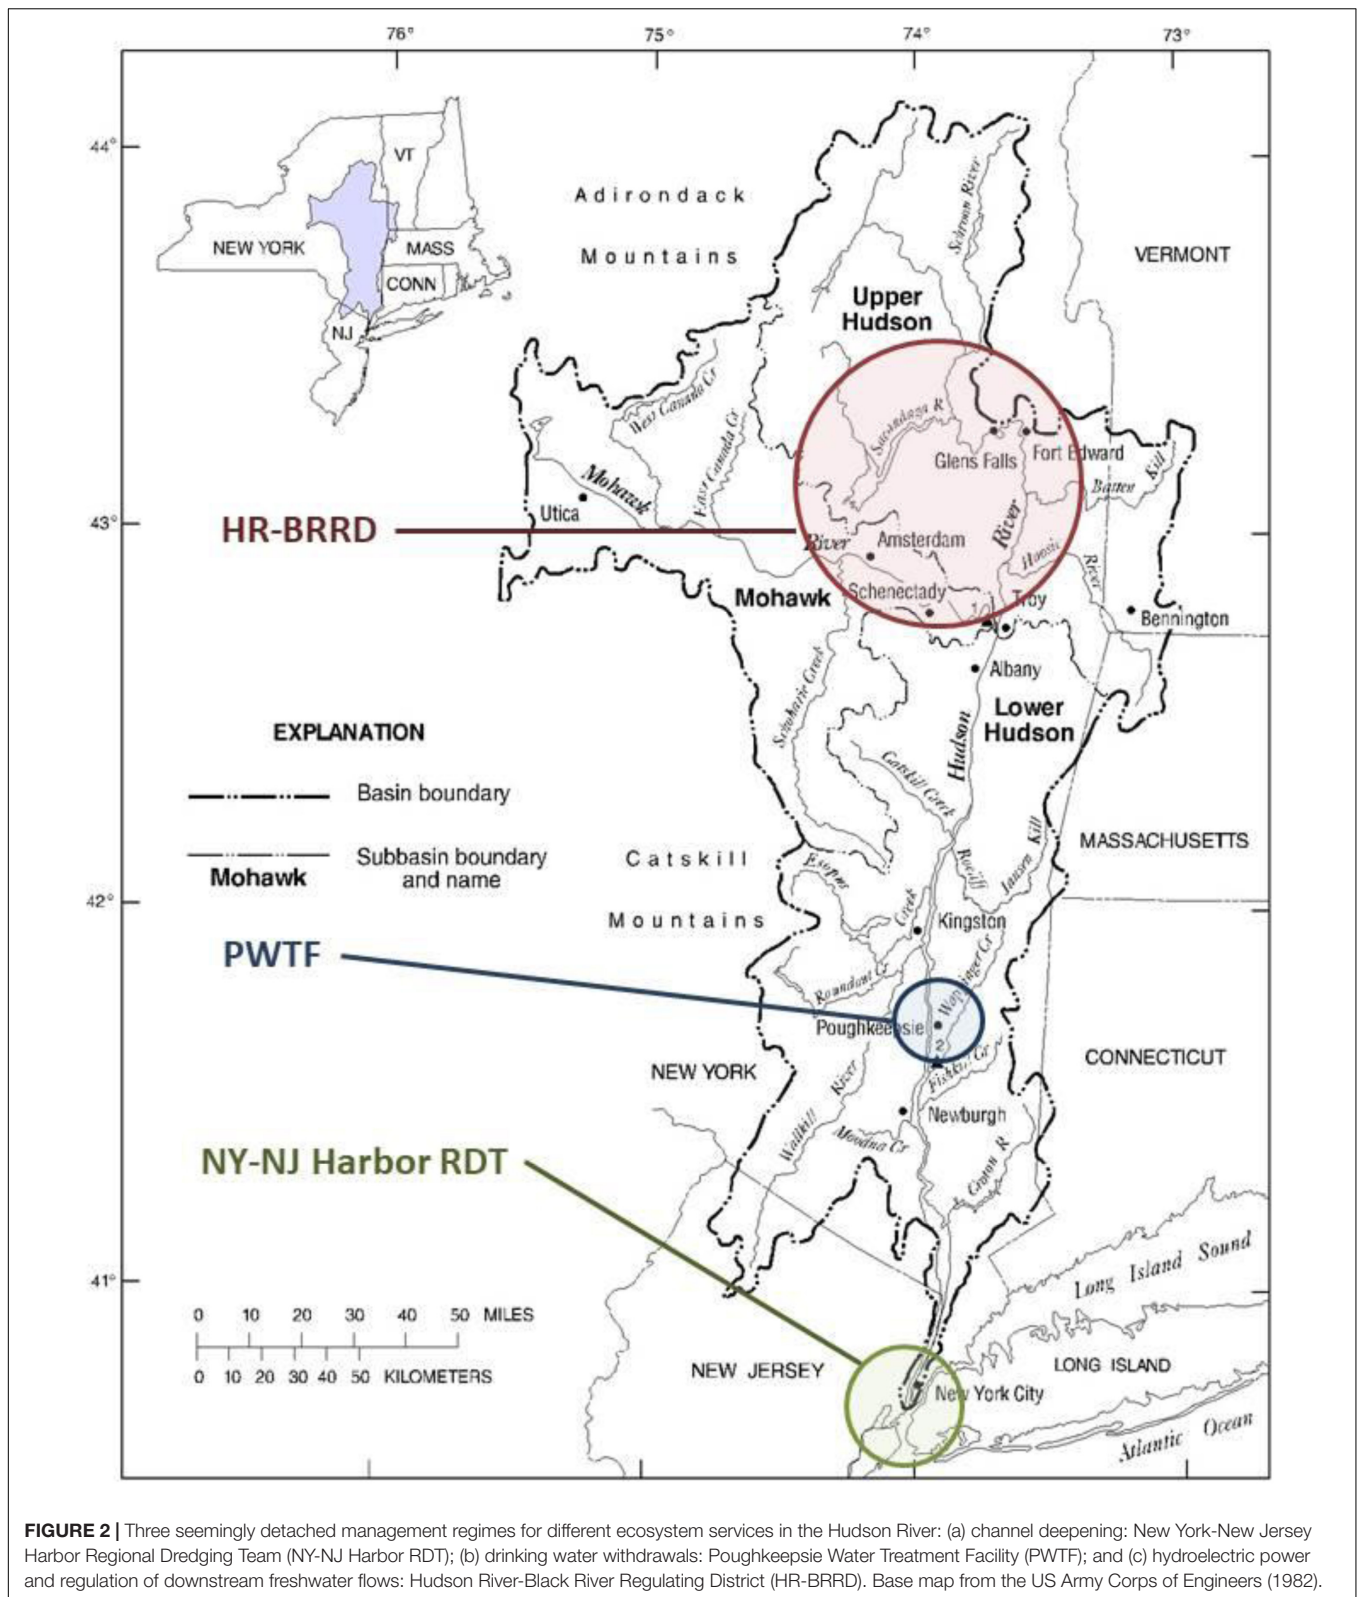 76° 75° 74° 73°
44°
43°
42°
41°
VT
NEW YORK
MASS
CONN
NJ
Adirondack
Mountains
Schroon River
VERMONT
Upper
Hudson
West Canada Cr
East Canada Cr
Sacandaga R
Glens Falls
Fort Edward
Batten Kill
Mohawk
Utica
HR-BRRD
River
Amsterdam
River
Hoosic
River
Mohawk
Schenectady
1
Troy
Bennington
Albany
Schoharie Creek
Lower
Hudson
Hudson
EXPLANATION
Basin boundary
Subbasin boundary
and name
Mohawk
Catskill Creek
MASSACHUSETTS
Catskill
Mountains
Esopus
Creek
Roeliff
Jansen Kill
Kingston
PWTF
Roundout Cr
Wappinger Cr
Poughkeepsie
2
Fishkill Cr
NEW YORK
CONNECTICUT
Wallkill River
Newburgh
Moodna Cr
NY-NJ Harbor RDT
Croton R
Long Island Sound
0 10 20 30 40 50 MILES
0 10 20 30 40 50 KILOMETERS
NEW JERSEY
LONG ISLAND
New York City
Atlantic Ocean
FIGURE 2 | Three seemingly detached management regimes for different ecosystem services in the Hudson River: (a) channel deepening: New York-New Jersey
Harbor Regional Dredging Team (NY-NJ Harbor RDT); (b) drinking water withdrawals: Poughkeepsie Water Treatment Facility (PWTF); and (c) hydroelectric power
and regulation of downstream freshwater flows: Hudson River-Black River Regulating District (HR-BRRD). Base map from the US Army Corps of Engineers (1982).